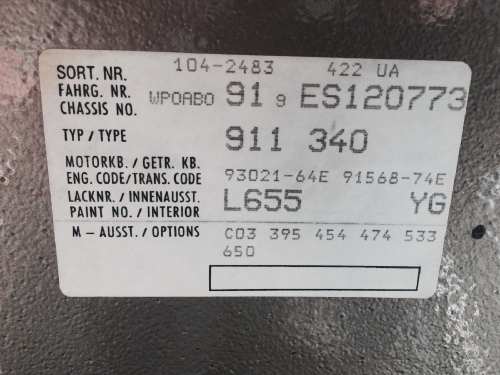 SORT. NR. 104-2483 422 UA
FAHRG. NR.
CHASSIS NO. WP0AB0 91 9 ES120773
TYP / TYPE 911 340
MOTORKB. / GETR. KB.
ENG. CODE/TRANS. CODE 93021-64E 91568-74E
LACKNR. / INNENAUSST.
PAINT NO. / INTERIOR L655 YG
M - AUSST. / OPTIONS C03 395 454 474 533
650